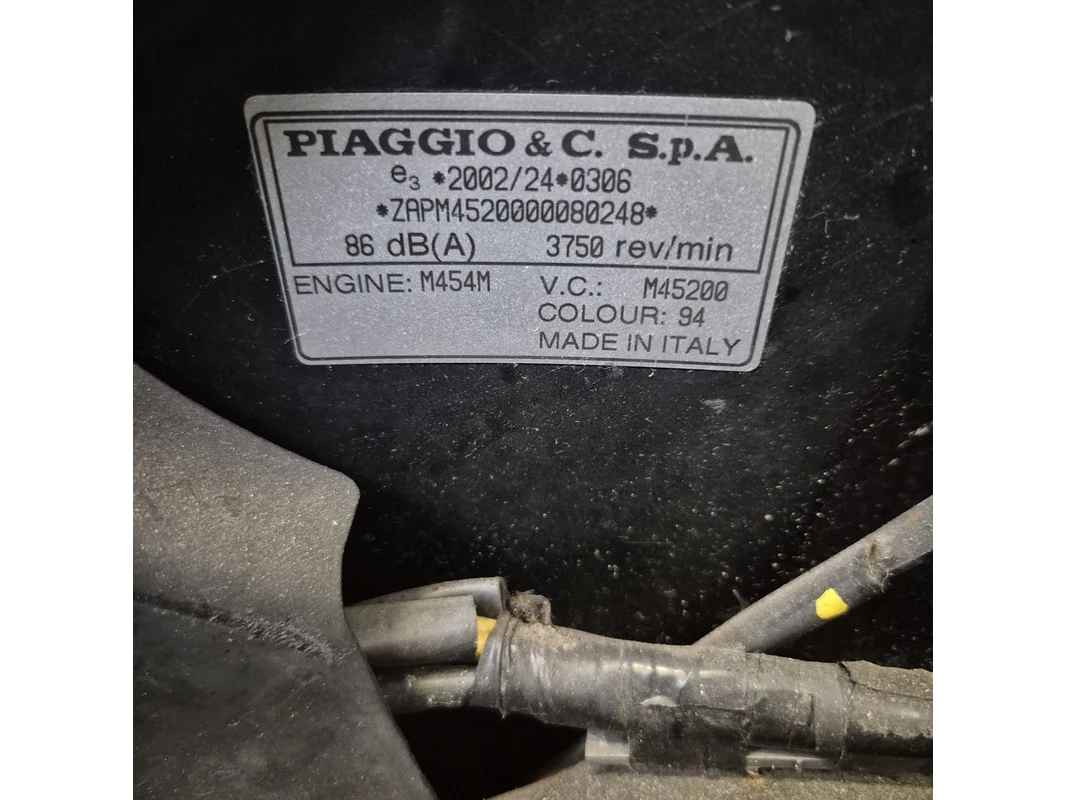 PIAGGIO & C. S.p.A.
e3 *2002/24*0306
*ZAPM4520000080248*
86 dB(A) 3750 rev/min
ENGINE: M454M V.C.: M45200
COLOUR: 94
MADE IN ITALY